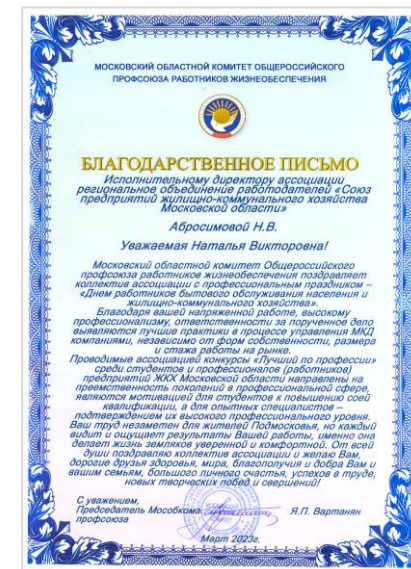 МОСКОВСКИЙ ОБЛАСТНОЙ КОМИТЕТ ОБЩЕРОССИЙСКОГО
ПРОФСОЮЗА РАБОТНИКОВ ЖИЗНЕОБЕСПЕЧЕНИЯ
БЛАГОДАРСТВЕННОЕ ПИСЬМО
Исполнительному директору ассоциации
региональное объединение работодателей «Союз
предприятий жилищно-коммунального хозяйства
Московской области»
Абросимовой Н.В.
Уважаемая Наталья Викторовна!
Московский областной комитет Общероссийского
профсоюза работников жизнеобеспечения поздравляет
коллектив ассоциации с профессиональным праздником –
«Днем работников бытового обслуживания населения и
жилищно-коммунального хозяйства».
Благодаря вашей напряженной работе, высокому
профессионализму, ответственности за порученное дело
выявляются лучшие практики в процессе управления МКД
компаниями, независимо от форм собственности, размера
и стажа работы на рынке.
Проводимые ассоциацией конкурсы «Лучший по профессии»
среди студентов и профессионалов (работников)
предприятий ЖКХ Московской области направлены на
преемственность поколений в профессиональной сфере,
являются мотивацией для студентов к повышению соей
квалификации, а для опытных специалистов –
подтверждением их высокого профессионального уровня.
Ваш труд незаметен для жителей Подмосковья, но каждый
видит и ощущает результаты Вашей работы, именно она
делает жизнь земляков уверенной и комфортной. От всей
души поздравляю коллектив ассоциации и желаю Вам,
дорогие друзья здоровья, мира, благополучия и добра Вам и
вашим семьям, большого личного счастья, успехов в труде,
новых творческих побед и свершений!
С уважением,
Председатель Мособкома Я.П. Вартанян
профсоюза
Март 2023г.